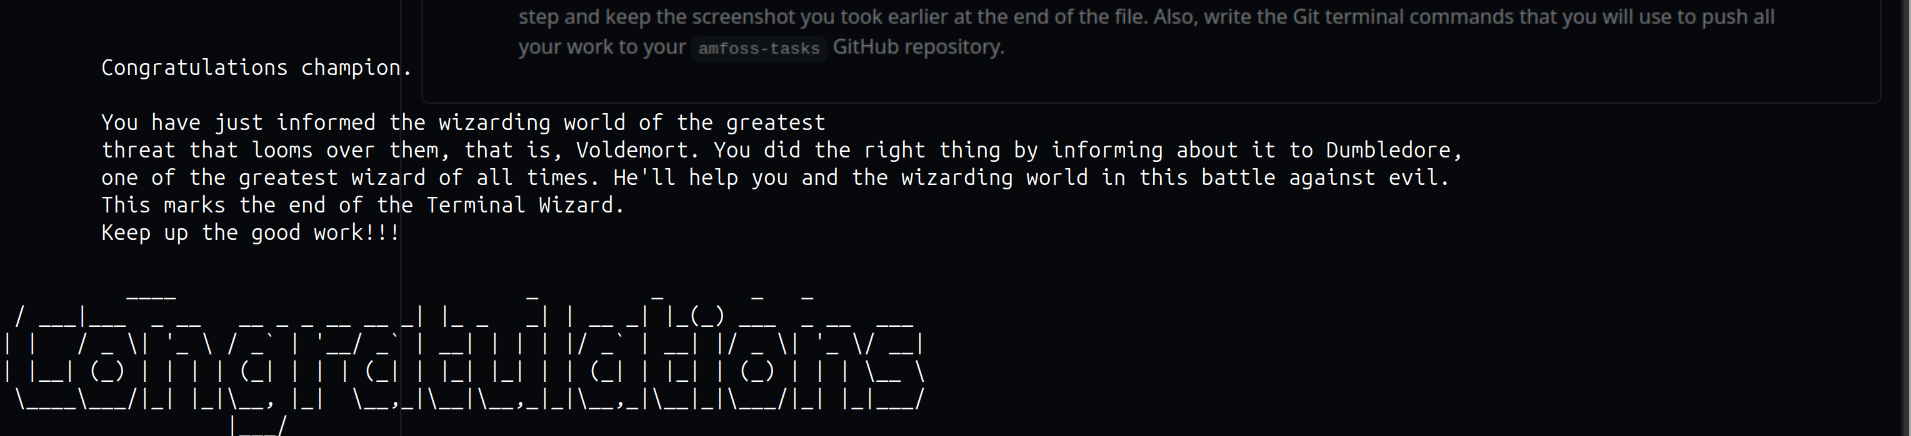 step and keep the screenshot you took earlier at the end of the file. Also, write the Git terminal commands that you will use to push all
your work to your amfoss-tasks GitHub repository.
Congratulations champion.
You have just informed the wizarding world of the greatest
threat that looms over them, that is, Voldemort. You did the right thing by informing about it to Dumbledore,
one of the greatest wizard of all times. He'll help you and the wizarding world in this battle against evil.
This marks the end of the Terminal Wizard.
Keep up the good work!!!
Congratulations